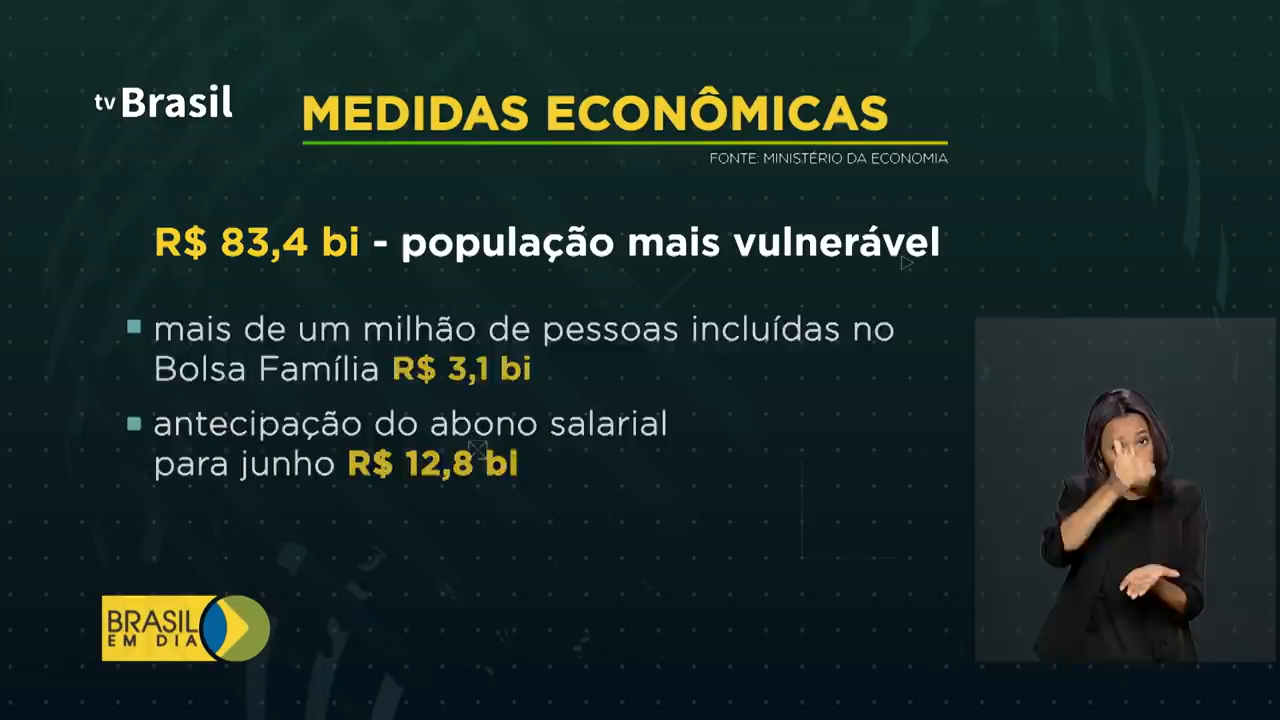 tv Brasil
MEDIDAS ECONÔMICAS
FONTE: MINISTÉRIO DA ECONOMIA
R$ 83,4 bi - população mais vulnerável
mais de um milhão de pessoas incluídas no
Bolsa Família R$ 3,1 bi
antecipação do abono salarial
para junho R$ 12,8 bi
BRASIL
EM DIA